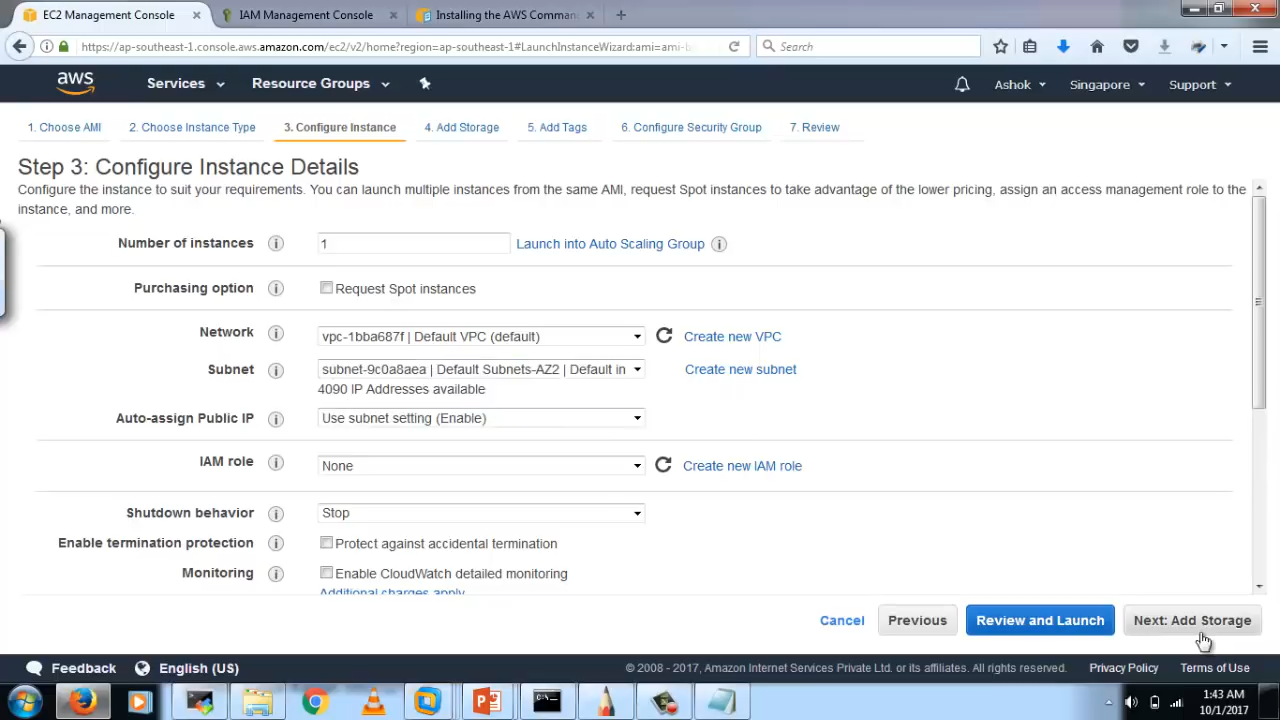 EC2 Management Console
IAM Management Console
Installing the AWS Comman
https://ap-southeast-1.console.aws.amazon.com/ec2/v2/home?region=ap-southeast-1#LaunchInstanceWizard:ami=ami-
Search
aws
Services
Resource Groups
Ashok
Singapore
Support
1. Choose AMI
2. Choose Instance Type
3. Configure Instance
4. Add Storage
5. Add Tags
6. Configure Security Group
7. Review
Step 3: Configure Instance Details
Configure the instance to suit your requirements. You can launch multiple instances from the same AMI, request Spot instances to take advantage of the lower pricing, assign an access management role to the
instance, and more.
Number of instances
1
Launch into Auto Scaling Group
Purchasing option
Request Spot instances
Network
vpc-1bba687f | Default VPC (default)
Create new VPC
Subnet
subnet-9c0a8aea | Default Subnets-AZ2 | Default in
Create new subnet
4090 IP Addresses available
Auto-assign Public IP
Use subnet setting (Enable)
IAM role
None
Create new IAM role
Shutdown behavior
Stop
Enable termination protection
Protect against accidental termination
Monitoring
Enable CloudWatch detailed monitoring
Additional charges apply.
Cancel
Previous
Review and Launch
Next: Add Storage
Feedback
English (US)
© 2008 - 2017, Amazon Internet Services Private Ltd. or its affiliates. All rights reserved.
Privacy Policy
Terms of Use
1:43 AM
10/1/2017